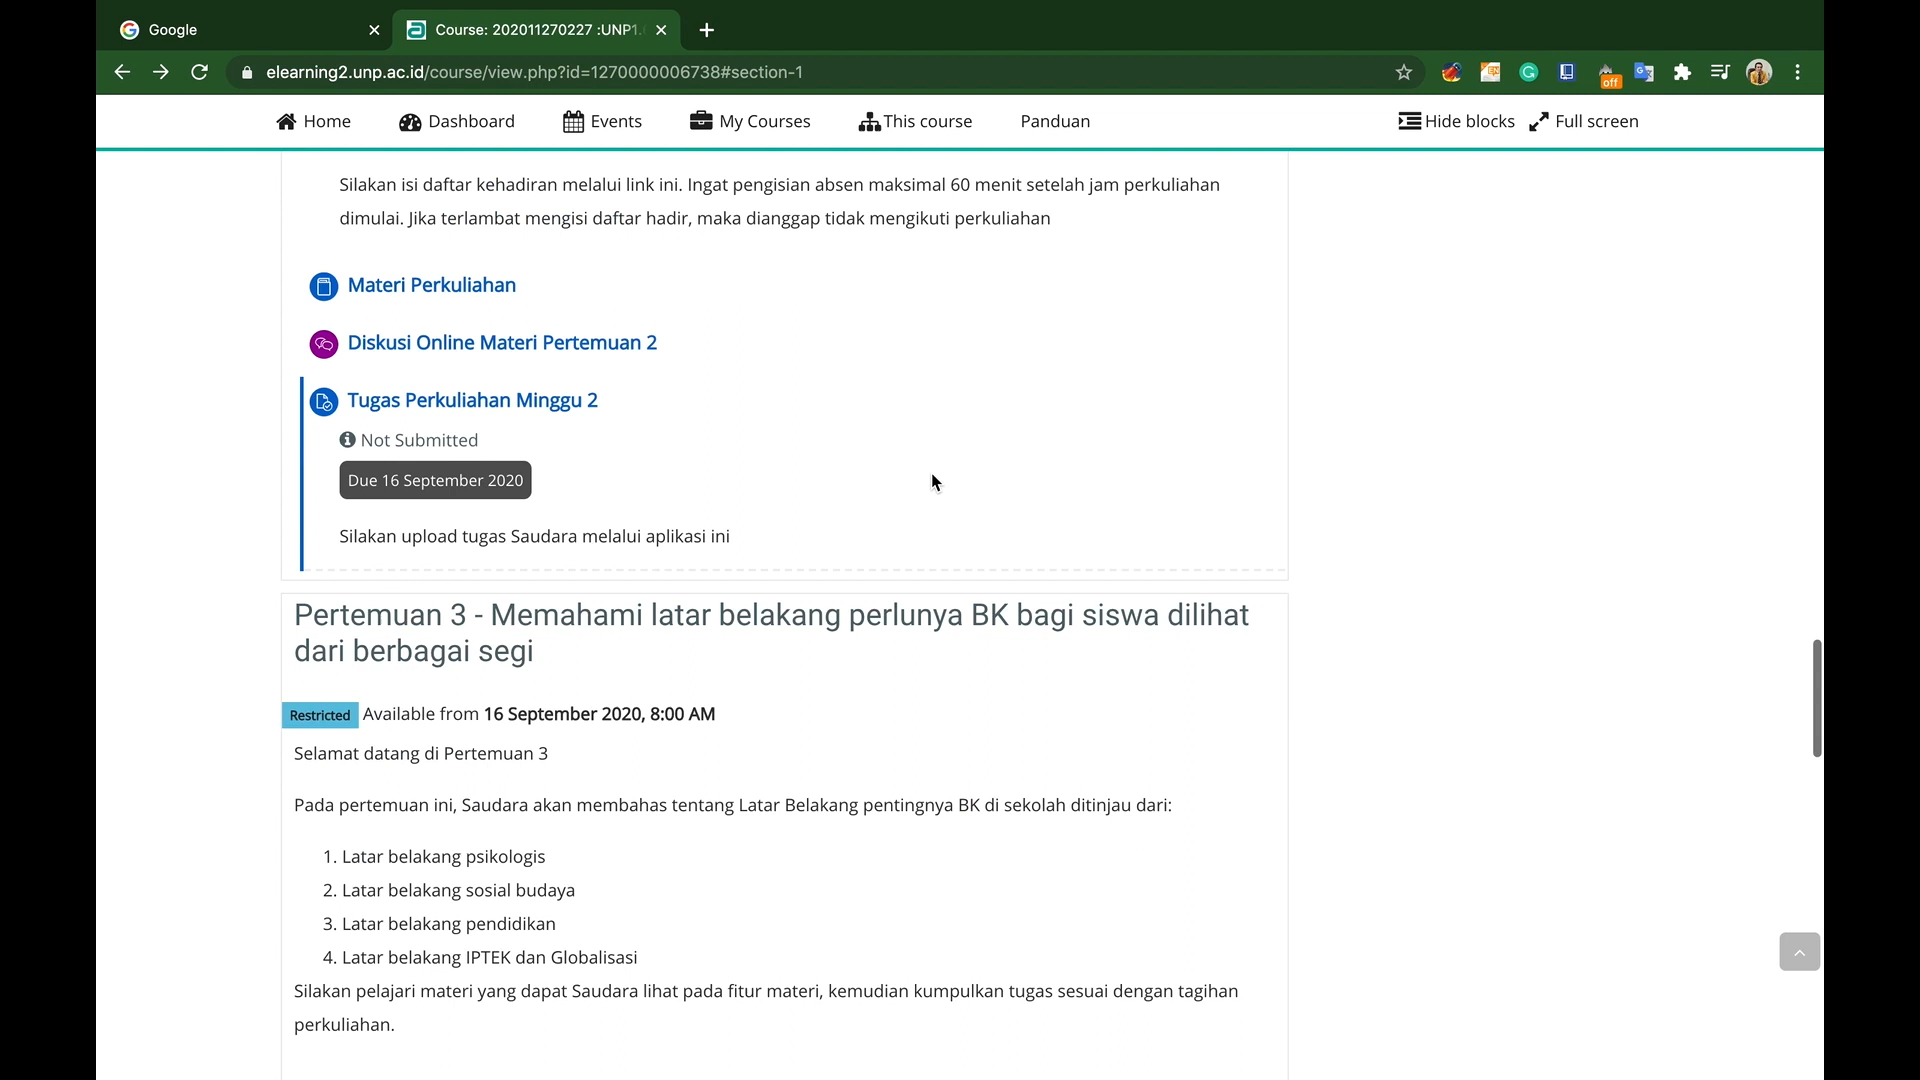 Google
Course: 202011270227 :UNP1.
elearning2.unp.ac.id/course/view.php?id=1270000006738#section-1
off
Home
Dashboard
Events
My Courses
This course
Panduan
Hide blocks
Full screen
Silakan isi daftar kehadiran melalui link ini. Ingat pengisian absen maksimal 60 menit setelah jam perkuliahan
dimulai. Jika terlambat mengisi daftar hadir, maka dianggap tidak mengikuti perkuliahan
Materi Perkuliahan
Diskusi Online Materi Pertemuan 2
Tugas Perkuliahan Minggu 2
Not Submitted
Due 16 September 2020
Silakan upload tugas Saudara melalui aplikasi ini
Pertemuan 3 - Memahami latar belakang perlunya BK bagi siswa dilihat
dari berbagai segi
Restricted Available from 16 September 2020, 8:00 AM
Selamat datang di Pertemuan 3
Pada pertemuan ini, Saudara akan membahas tentang Latar Belakang pentingnya BK di sekolah ditinjau dari:
1. Latar belakang psikologis
2. Latar belakang sosial budaya
3. Latar belakang pendidikan
4. Latar belakang IPTEK dan Globalisasi
Silakan pelajari materi yang dapat Saudara lihat pada fitur materi, kemudian kumpulkan tugas sesuai dengan tagihan
perkuliahan.